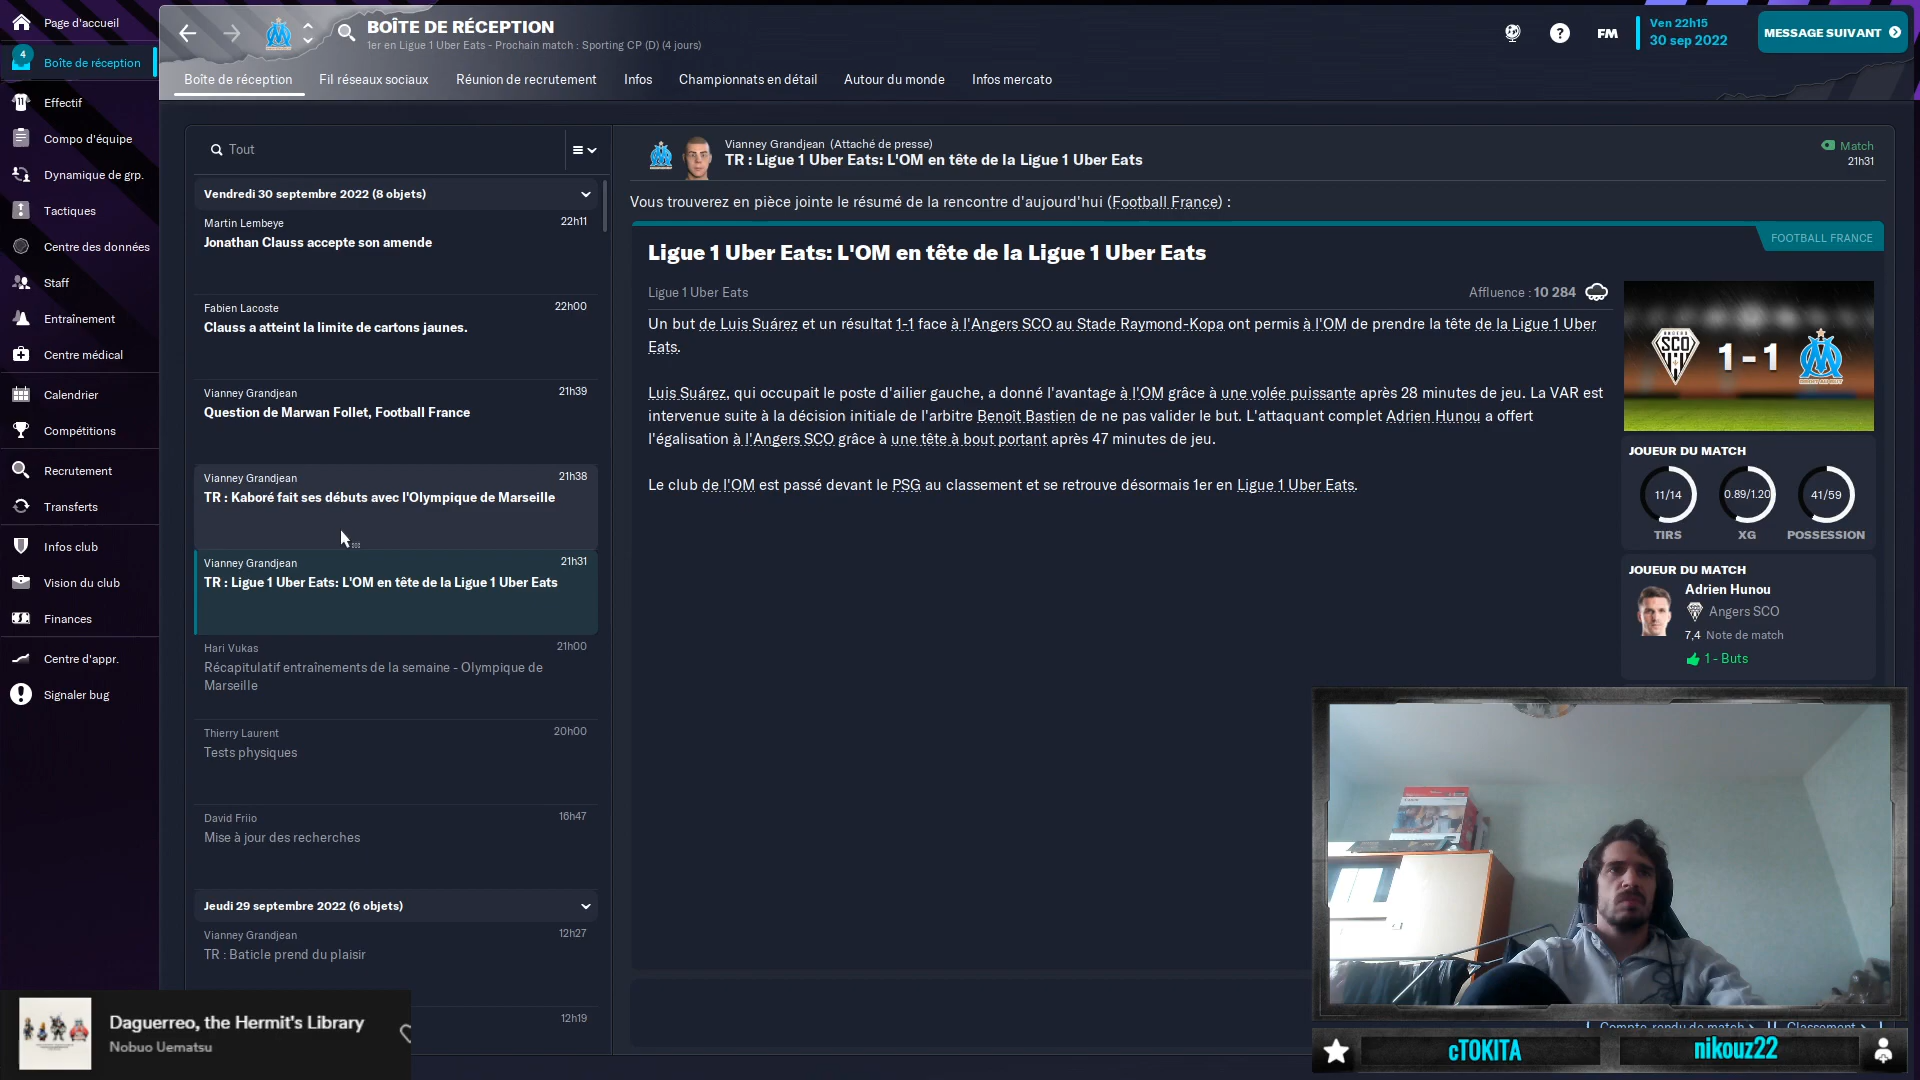 Page d'accueil
4
Boîte de réception
Effectif
Compo d'équipe
Dynamique de grp.
Tactiques
Centre des données
Staff
Entraînement
Centre médical
Calendrier
Compétitions
Recrutement
Transferts
Infos club
Vision du club
Finances
Centre d'appr.
Signaler bug
BOÎTE DE RÉCEPTION
1er en Ligue 1 Uber Eats - Prochain match : Sporting CP (D) (4 jours)
FM
Ven 22h15
30 sep 2022
MESSAGE SUIVANT
Boîte de réception
Fil réseaux sociaux
Réunion de recrutement
Infos
Championnats en détail
Autour du monde
Infos mercato
Tout
Vendredi 30 septembre 2022 (8 objets)
Martin Lembeye 22h11
Jonathan Clauss accepte son amende
Fabien Lacoste 22h00
Clauss a atteint la limite de cartons jaunes.
Vianney Grandjean 21h39
Question de Marwan Follet, Football France
Vianney Grandjean 21h38
TR : Kaboré fait ses débuts avec l'Olympique de Marseille
Vianney Grandjean 21h31
TR : Ligue 1 Uber Eats: L'OM en tête de la Ligue 1 Uber Eats
Hari Vukas 21h00
Récapitulatif entraînements de la semaine - Olympique de
Marseille
Thierry Laurent 20h00
Tests physiques
David Friio 16h47
Mise à jour des recherches
Jeudi 29 septembre 2022 (6 objets)
Vianney Grandjean 12h27
TR : Baticle prend du plaisir
12h19
Vianney Grandjean (Attaché de presse)
TR : Ligue 1 Uber Eats: L'OM en tête de la Ligue 1 Uber Eats
Match
21h31
Vous trouverez en pièce jointe le résumé de la rencontre d'aujourd'hui (Football France) :
FOOTBALL FRANCE
Ligue 1 Uber Eats: L'OM en tête de la Ligue 1 Uber Eats
Ligue 1 Uber Eats
Affluence : 10 284
Un but de Luis Suárez et un résultat 1-1 face à l'Angers SCO au Stade Raymond-Kopa ont permis à l'OM de prendre la tête de la Ligue 1 Uber
Eats.
Luis Suárez, qui occupait le poste d'ailier gauche, a donné l'avantage à l'OM grâce à une volée puissante après 28 minutes de jeu. La VAR est
intervenue suite à la décision initiale de l'arbitre Benoît Bastien de ne pas valider le but. L'attaquant complet Adrien Hunou a offert
l'égalisation à l'Angers SCO grâce à une tête à bout portant après 47 minutes de jeu.
Le club de l'OM est passé devant le PSG au classement et se retrouve désormais 1er en Ligue 1 Uber Eats.
SCO
1 - 1
JOUEUR DU MATCH
11/14
0.89/1.20
41/59
TIRS
XG
POSSESSION
JOUEUR DU MATCH
Adrien Hunou
Angers SCO
7,4 Note de match
1 - Buts
Compte-rendu de match >
Classement >
Daguerreo, the Hermit's Library
Nobuo Uematsu
cTOKITA
nikouz22